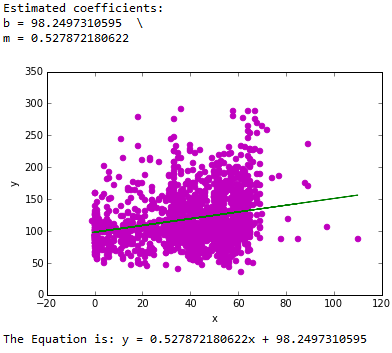 Estimated coefficients:
b = 98.2497310595 \
m = 0.527872180622
350
300
250
200
150
100
50
0
y
-20 0 20 40 60 80 100 120
x
The Equation is: y = 0.527872180622x + 98.2497310595